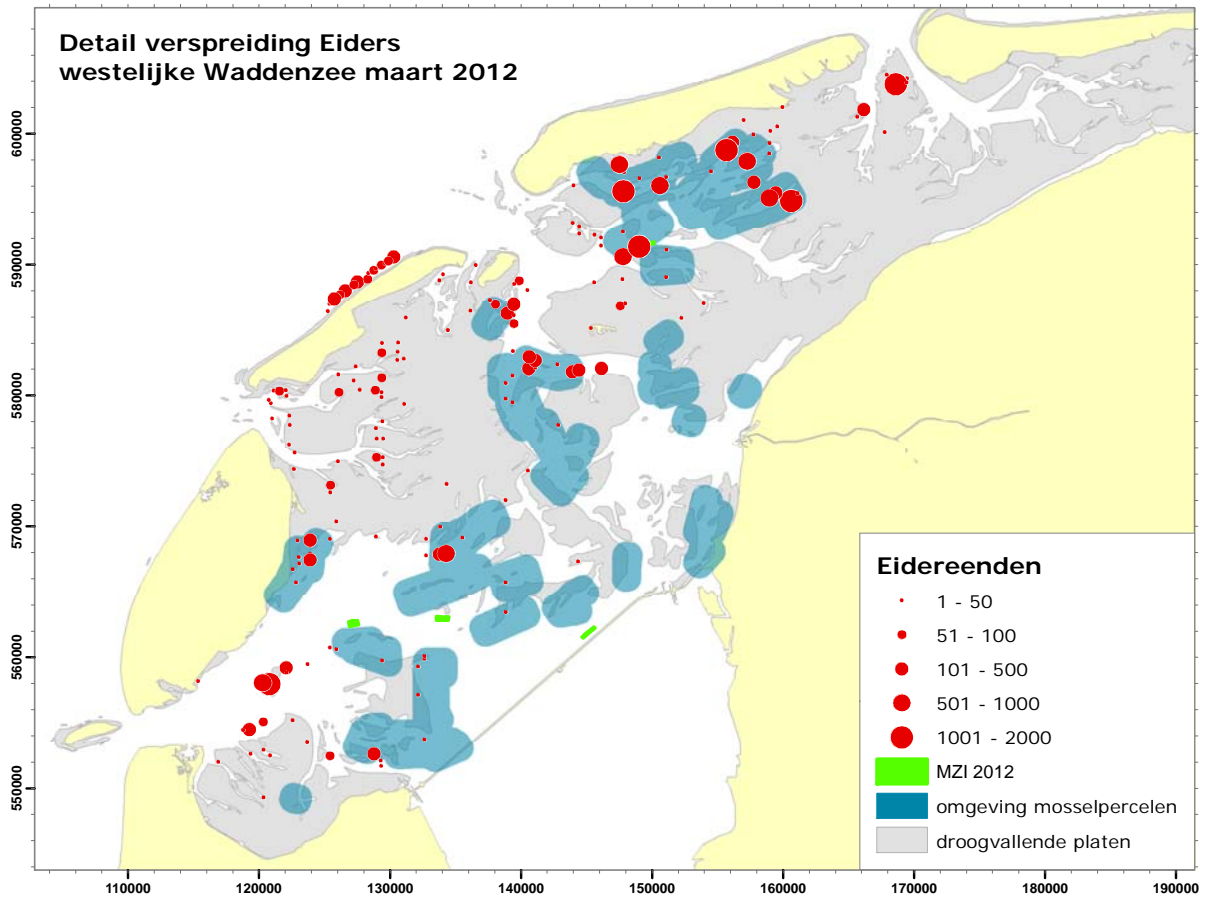 Detail verspreiding Eiders
westelijke Waddenzee maart 2012
600000
590000
580000
570000
560000
550000
Eidereenden
1 - 50
51 - 100
101 - 500
501 - 1000
1001 - 2000
MZI 2012
omgeving mosselpercelen
droogvallende platen
110000 120000 130000 140000 150000 160000 170000 180000 190000